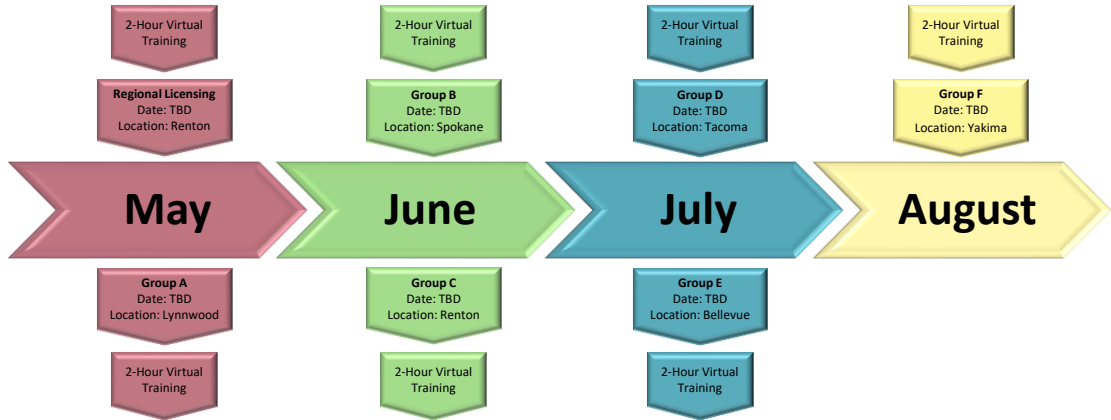 2-Hour Virtual
Training
2-Hour Virtual
Training
2-Hour Virtual
Training
2-Hour Virtual
Training
Regional Licensing
Date: TBD
Location: Renton
Group B
Date: TBD
Location: Spokane
Group D
Date: TBD
Location: Tacoma
Group F
Date: TBD
Location: Yakima
May
June
July
August
Group A
Date: TBD
Location: Lynnwood
Group C
Date: TBD
Location: Renton
Group E
Date: TBD
Location: Bellevue
2-Hour Virtual
Training
2-Hour Virtual
Training
2-Hour Virtual
Training